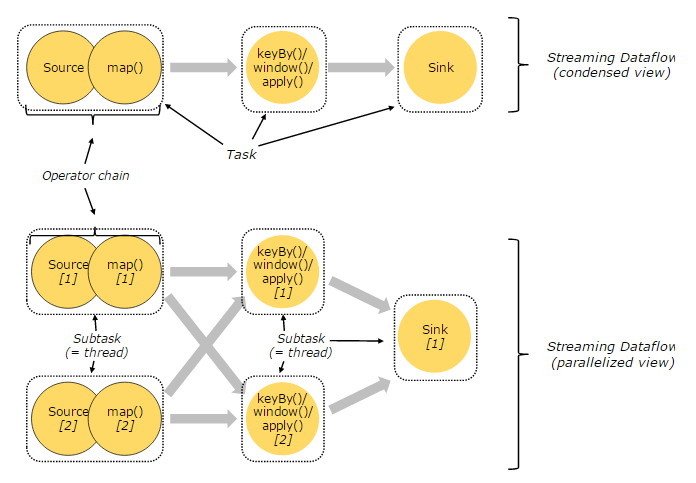 Source
map()
keyBy()/
window()/
apply()
Sink
Streaming Dataflow
(condensed view)
Task
Operator chain
Source
[1]
map()
[1]
keyBy()/
window()/
apply()
[1]
Subtask
(= thread)
Subtask
(= thread)
Sink
[1]
Streaming Dataflow
(parallelized view)
Source
[2]
map()
[2]
keyBy()/
window()/
apply()
[2]